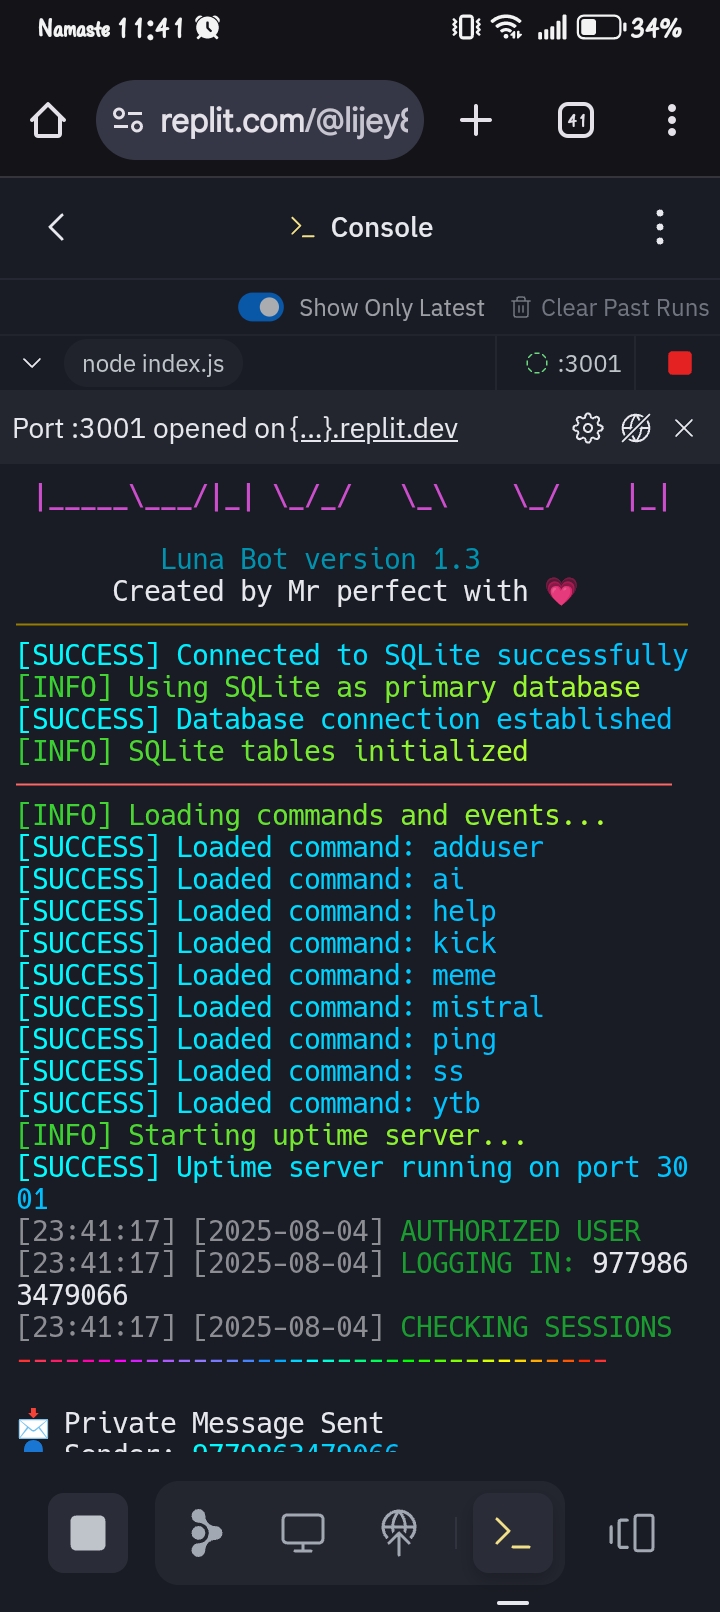 Namaste 11:41 34%
replit.com/@lijey8 41
Console
Show Only Latest Clear Past Runs
node index.js :3001
Port :3001 opened on {...}.replit.dev
|_____\___/|_| \_/_/   \_\    \_/    |_|
Luna Bot version 1.3
Created by Mr perfect with 💗
[SUCCESS] Connected to SQLite successfully
[INFO] Using SQLite as primary database
[SUCCESS] Database connection established
[INFO] SQLite tables initialized
[INFO] Loading commands and events...
[SUCCESS] Loaded command: adduser
[SUCCESS] Loaded command: ai
[SUCCESS] Loaded command: help
[SUCCESS] Loaded command: kick
[SUCCESS] Loaded command: meme
[SUCCESS] Loaded command: mistral
[SUCCESS] Loaded command: ping
[SUCCESS] Loaded command: ss
[SUCCESS] Loaded command: ytb
[INFO] Starting uptime server...
[SUCCESS] Uptime server running on port 30
01
[23:41:17] [2025-08-04] AUTHORIZED USER
[23:41:17] [2025-08-04] LOGGING IN: 977986
3479066
[23:41:17] [2025-08-04] CHECKING SESSIONS
-------------------------------------
📩 Private Message Sent
👤 Sender: 9779863479066